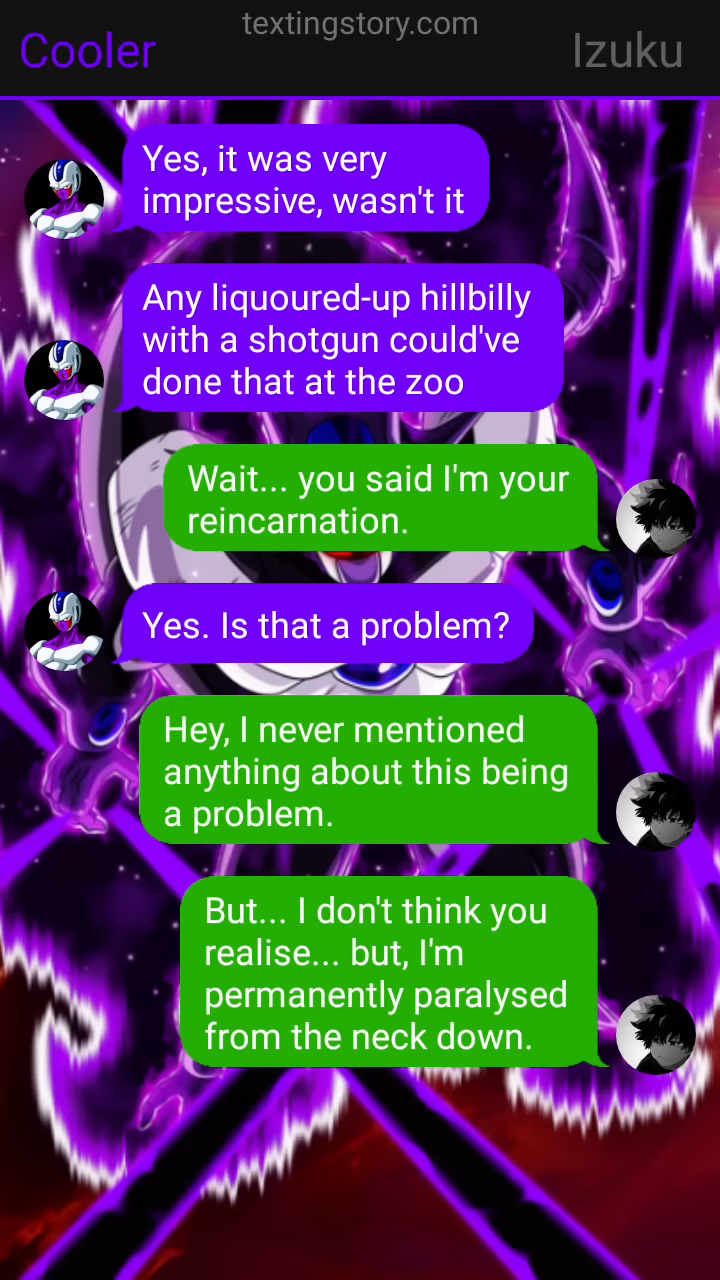 textingstory.com
Cooler
Izuku
Yes, it was very
impressive, wasn't it
Any liquoured-up hillbilly
with a shotgun could've
done that at the zoo
Wait... you said I'm your
reincarnation.
Yes. Is that a problem?
Hey, I never mentioned
anything about this being
a problem.
But... I don't think you
realise... but, I'm
permanently paralysed
from the neck down.